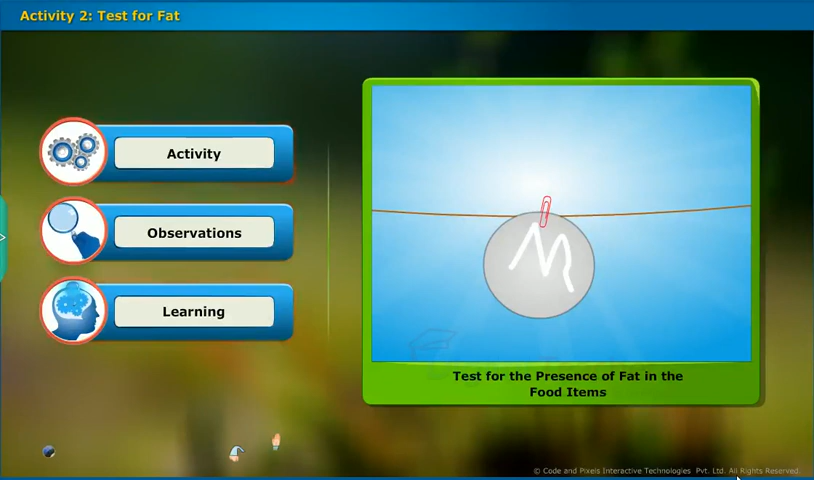 Activity 2: Test for Fat
Activity
Observations
Learning
M
Test for the Presence of Fat in the
Food Items
© Code and Pixels Interactive Technologies Pvt. Ltd. All Rights Reserved.